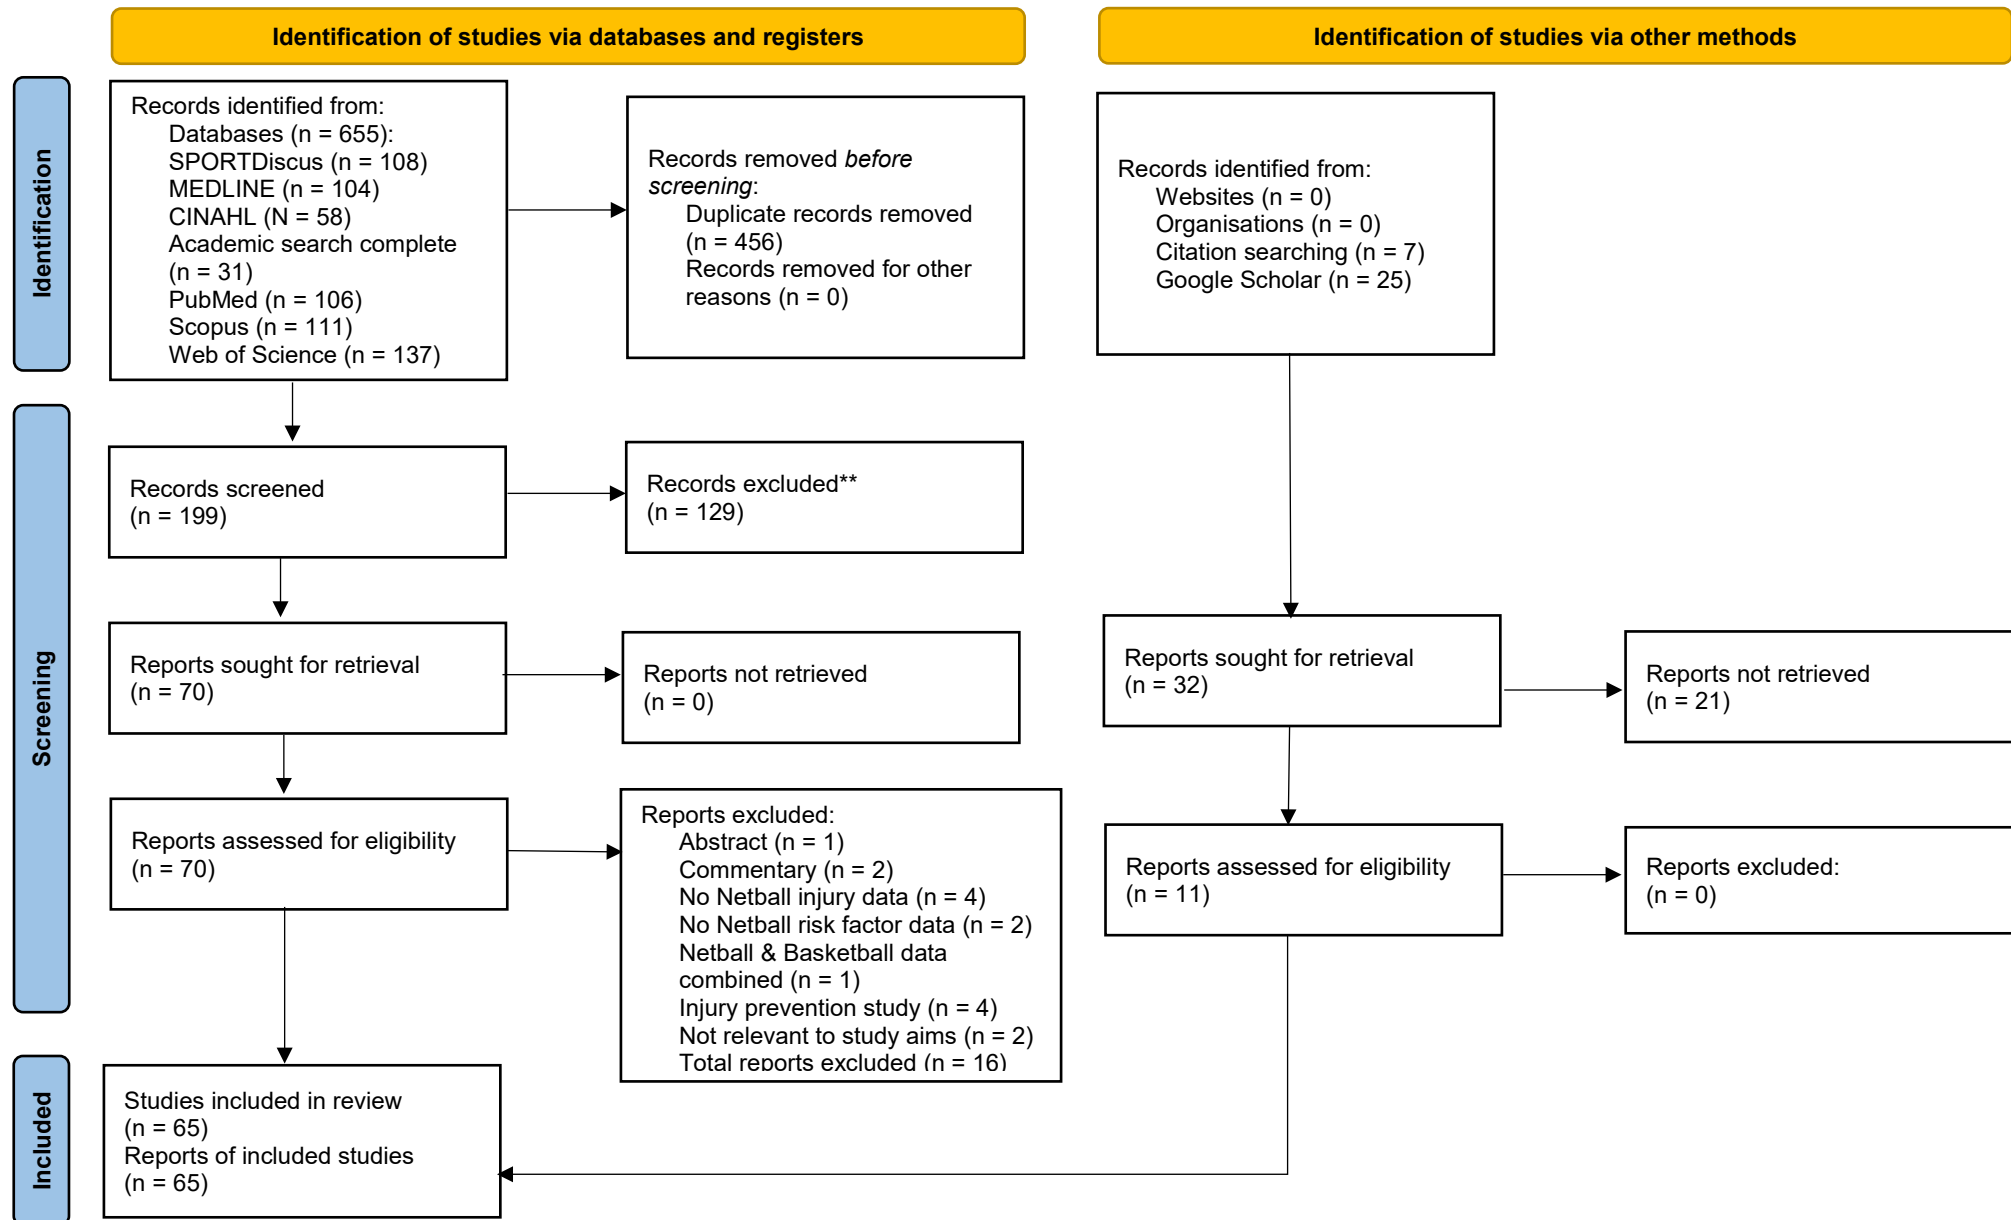 Identification of studies via databases and registers
Identification of studies via other methods
Identification
Records identified from:
Databases (n = 655):
SPORTDiscus (n = 108)
MEDLINE (n = 104)
CINAHL (N = 58)
Academic search complete
(n = 31)
PubMed (n = 106)
Scopus (n = 111)
Web of Science (n = 137)
Records removed before
screening:
Duplicate records removed
(n = 456)
Records removed for other
reasons (n = 0)
Records identified from:
Websites (n = 0)
Organisations (n = 0)
Citation searching (n = 7)
Google Scholar (n = 25)
Screening
Records screened
(n = 199)
Records excluded**
(n = 129)
Reports sought for retrieval
(n = 70)
Reports not retrieved
(n = 0)
Reports sought for retrieval
(n = 32)
Reports not retrieved
(n = 21)
Reports assessed for eligibility
(n = 70)
Reports excluded:
Abstract (n = 1)
Commentary (n = 2)
No Netball injury data (n = 4)
No Netball risk factor data (n = 2)
Netball & Basketball data
combined (n = 1)
Injury prevention study (n = 4)
Not relevant to study aims (n = 2)
Total reports excluded (n = 16)
Reports assessed for eligibility
(n = 11)
Reports excluded:
(n = 0)
Included
Studies included in review
(n = 65)
Reports of included studies
(n = 65)